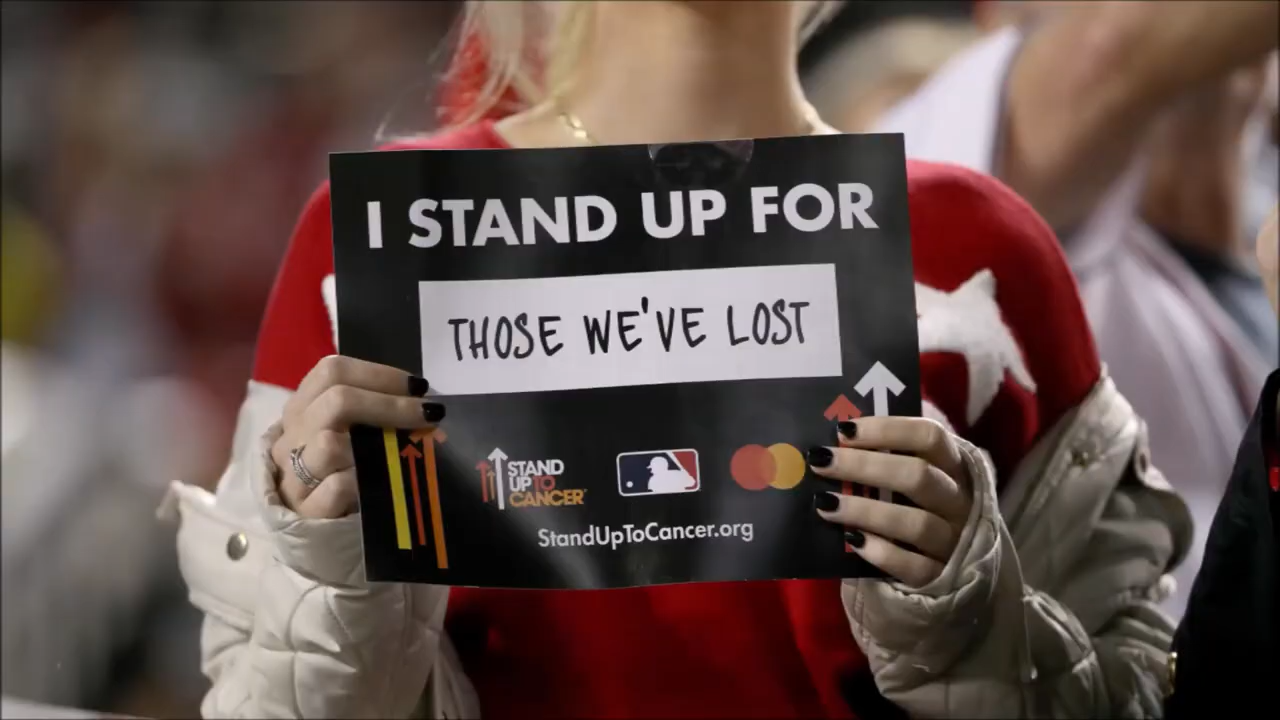 I STAND UP FOR
THOSE WE'VE LOST
STAND
UP TO
CANCER
StandUpToCancer.org